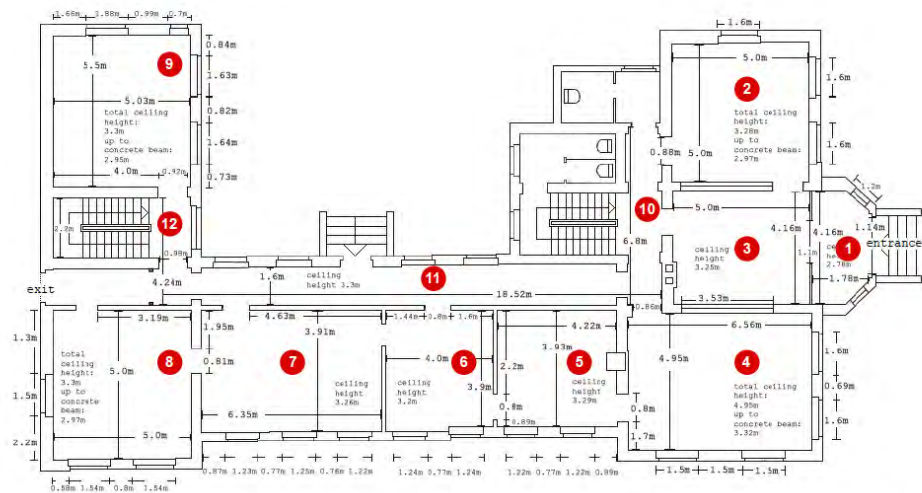 1.66m 1.88m 0.99m 0.7m
1.6m
0.84m
1.63m
0.82m
1.64m
0.73m
5.5m
9
5.03m
total ceiling
height:
3.3m
up to
concrete beam:
2.95m
4.0m 0.92m
2.2m
12
0.98m
4.24m
exit
2
5.0m
total ceiling
height:
3.28m
up to
concrete beam:
2.97m
1.6m
1.6m
0.88m 5.0m
10
6.8m
5.0m
4.16m
3
ceiling
height
3.25m
3.53m
0.86m
1.2m
1.14m
4.16m
1
entrance
1.1m
1.78m
1.6m
ceiling
height 3.3m
11
18.52m
3.19m
1.3m
1.5m
2.2m
total
ceiling
height:
3.3m
up to
concrete
beam:
2.97m
5.0m
8
5.0m
1.95m
0.81m
4.63m
3.91m
7
ceiling
height
3.26m
6.35m
1.44m 0.8m 1.6m
4.0m
6
3.9m
ceiling
height
3.2m
4.22m
3.93m
2.2m
5
ceiling
height
3.29m
0.8m
0.89m
6.56m
4.95m
4
total ceiling
height:
4.95m
up to
concrete beam:
3.32m
0.8m
1.7m
1.6m
0.69m
1.6m
0.58m 1.54m 0.8m 1.54m
0.87m 1.23m 0.77m 1.25m 0.76m 1.22m
1.24m 0.77m 1.24m
1.22m 0.77m 1.22m 0.99m
1.5m 1.5m 1.5m